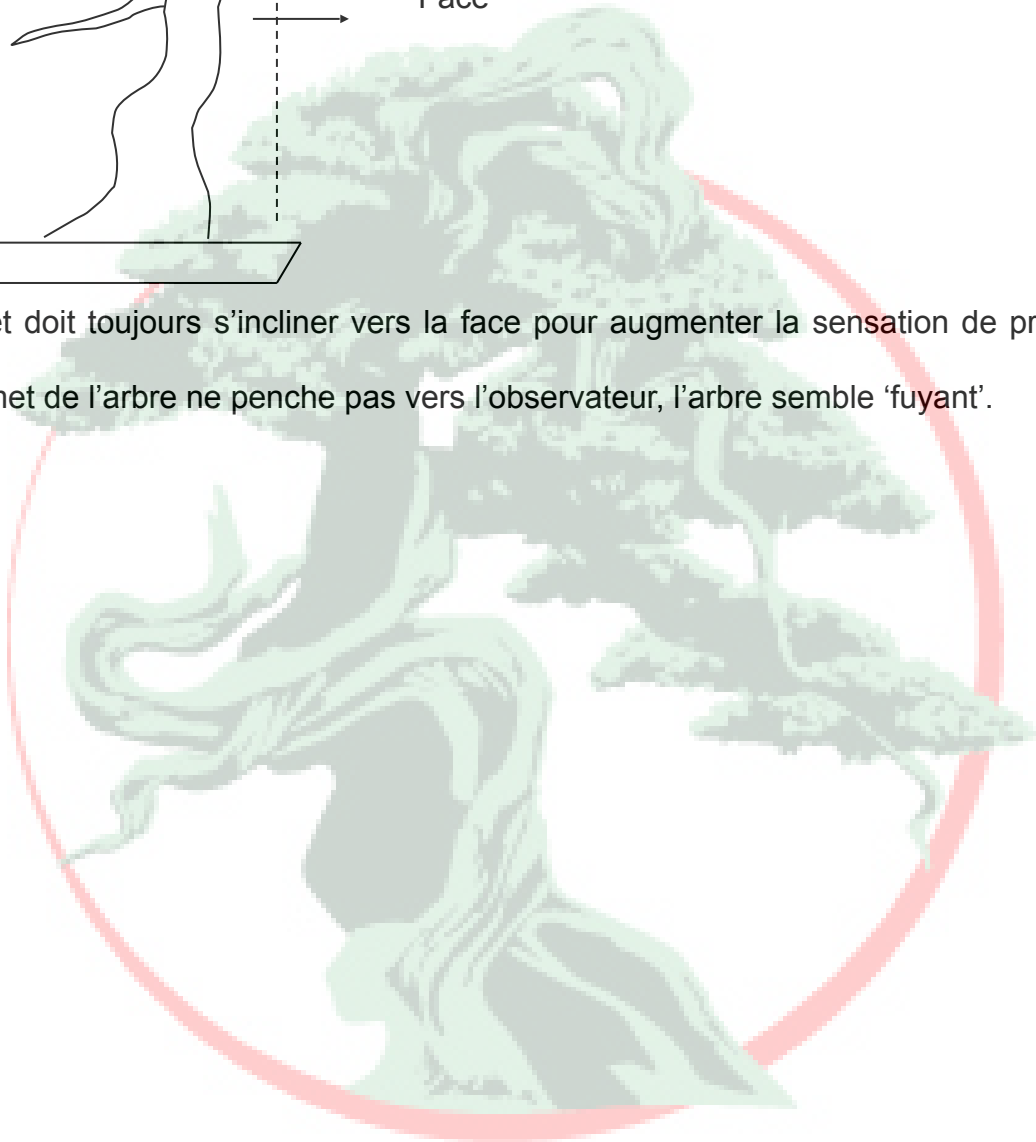 Face
et doit toujours s’incliner vers la face pour augmenter la sensation de pr
net de l’arbre ne penche pas vers l’observateur, l’arbre semble ‘fuyant’.